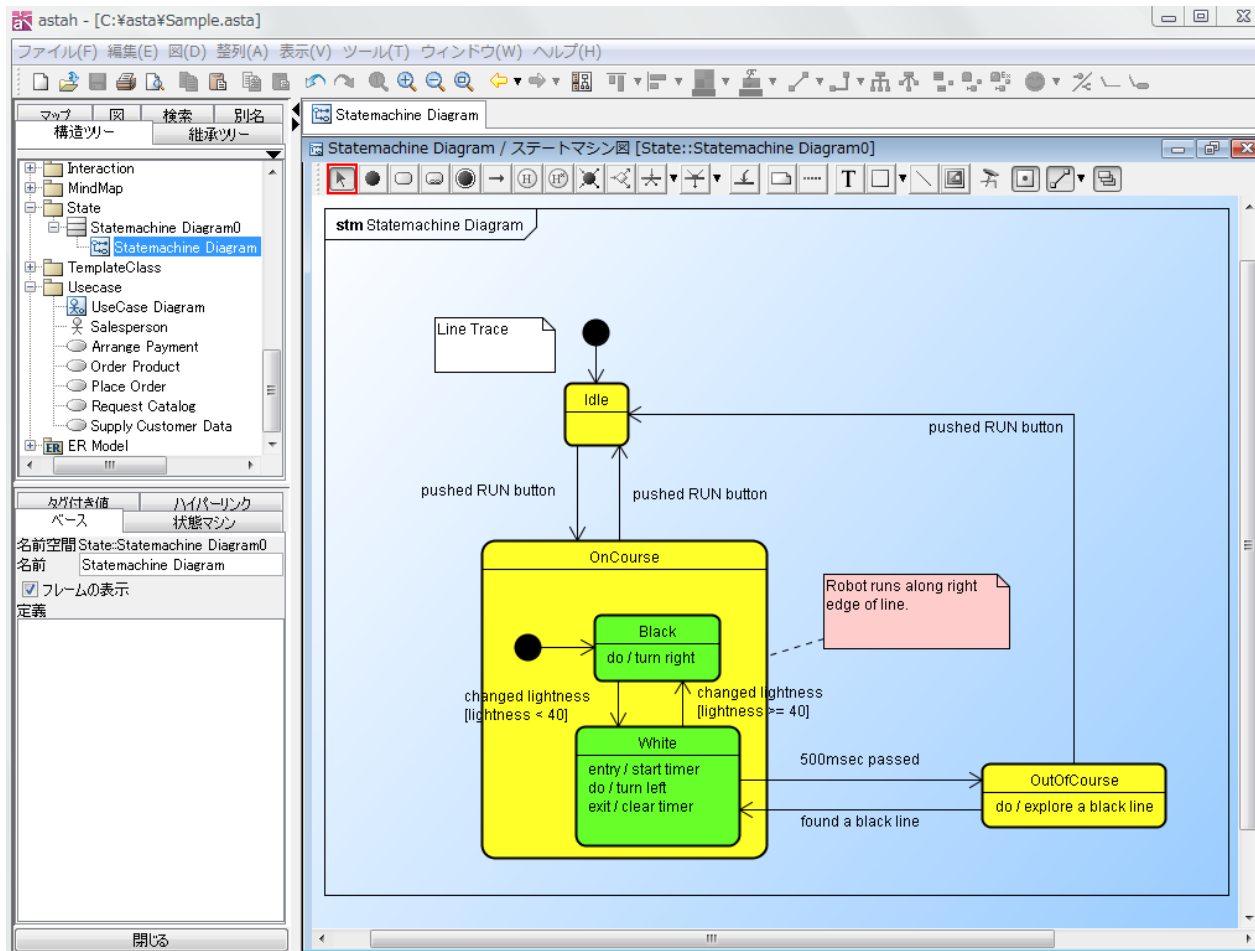 astah - [C:¥asta¥Sample.asta]
ファイル(F) 編集(E) 図(D) 整列(A) 表示(V) ツール(T) ウィンドウ(W) ヘルプ(H)
マップ 図 検索 別名
構造ツリー 継承ツリー
Interaction
MindMap
State
Statemachine Diagram0
Statemachine Diagram
TemplateClass
Usecase
UseCase Diagram
Salesperson
Arrange Payment
Order Product
Place Order
Request Catalog
Supply Customer Data
ER ER Model
タグ付き値 ハイパーリンク
ベース 状態マシン
名前空間 State::Statemachine Diagram0
名前 Statemachine Diagram
フレームの表示
定義
閉じる
Statemachine Diagram
Statemachine Diagram / ステートマシン図 [State::Statemachine Diagram0]
H H* T
stm Statemachine Diagram
Line Trace
Idle
pushed RUN button
pushed RUN button
pushed RUN button
OnCourse
Robot runs along right
edge of line.
Black
do / turn right
changed lightness
[lightness < 40]
changed lightness
[lightness >= 40]
White
entry / start timer
do / turn left
exit / clear timer
500msec passed
found a black line
OutOfCourse
do / explore a black line